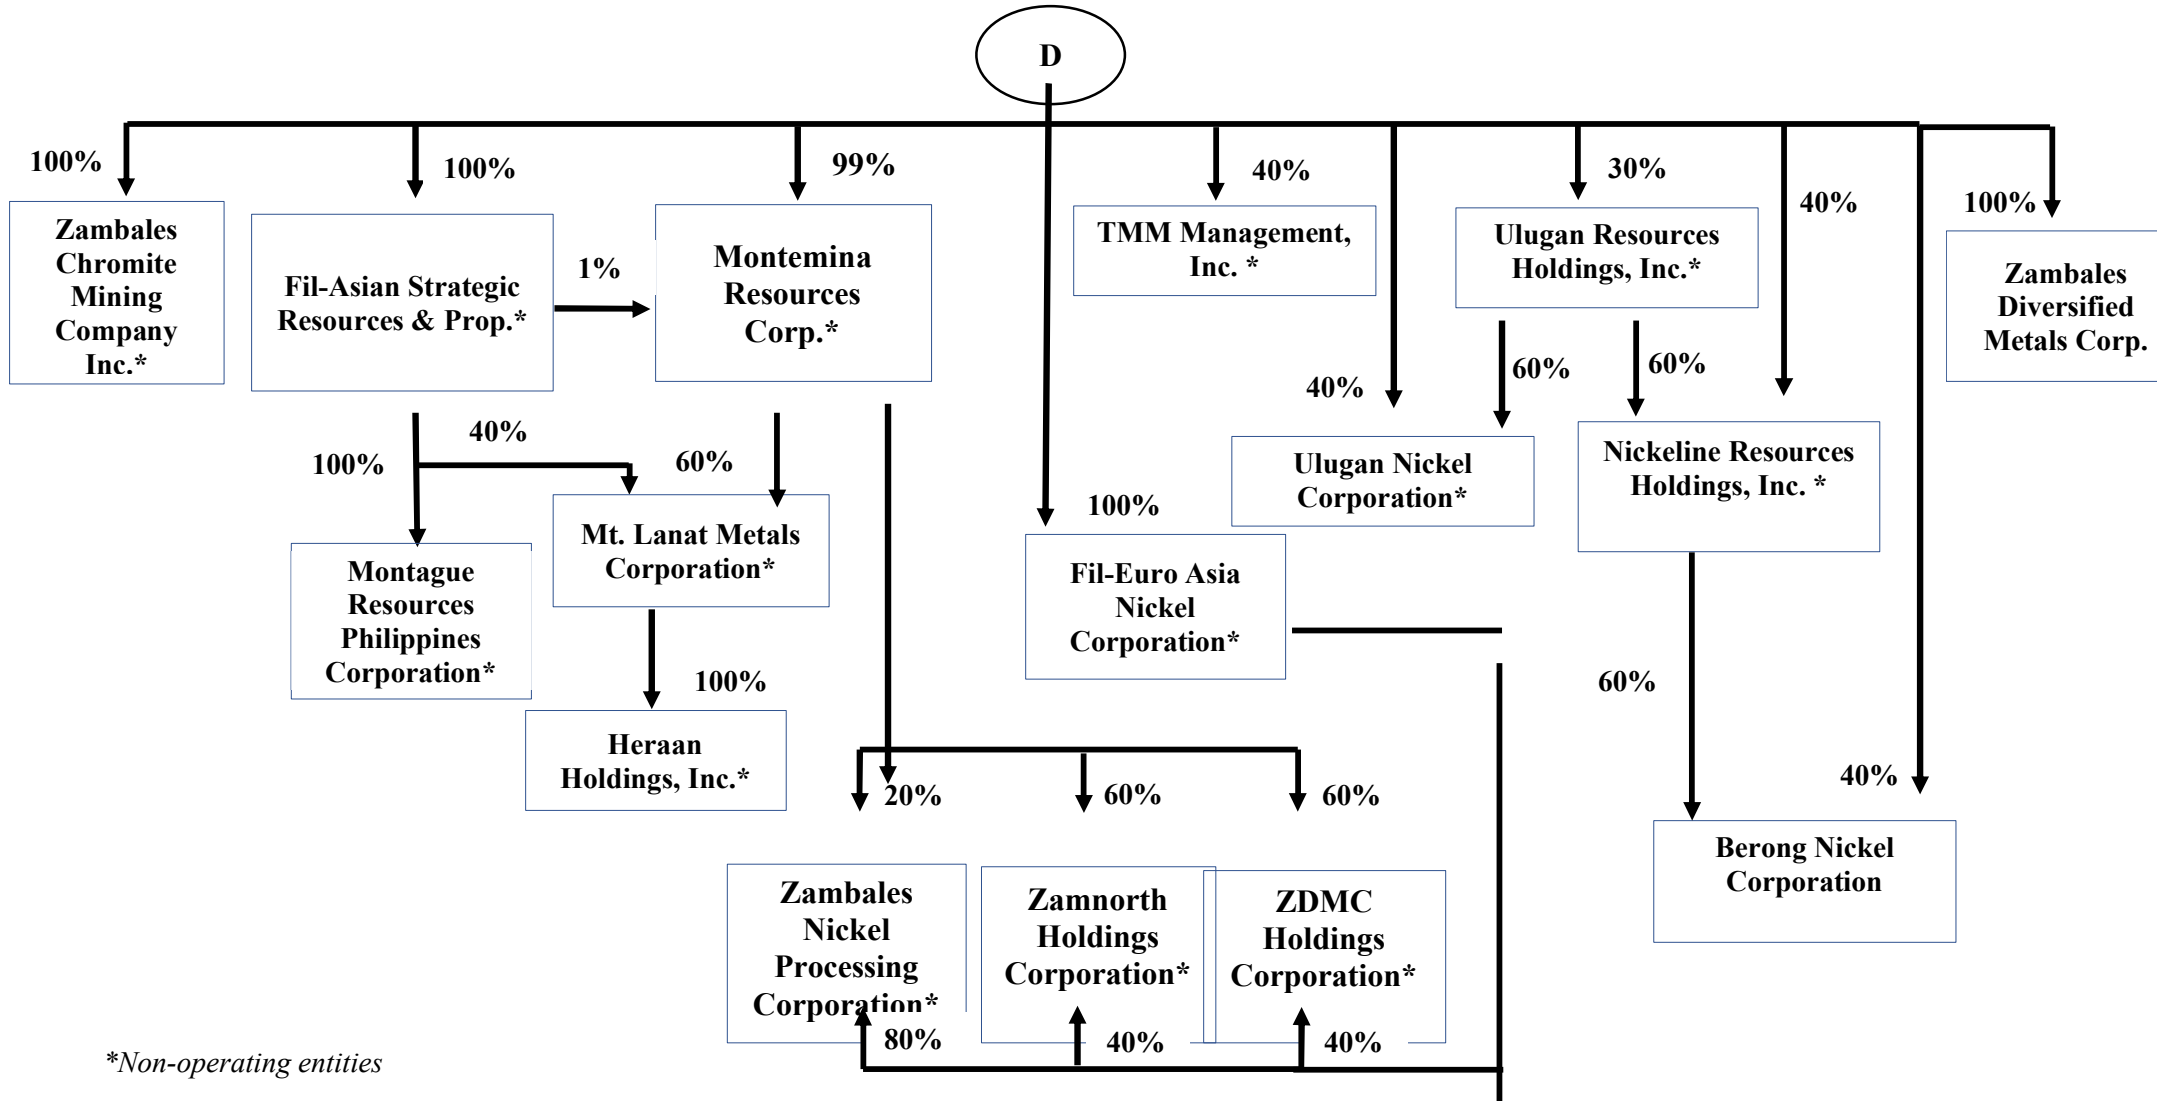 D
100%
100%
99%
40%
30%
40%
100%
Zambales
Chromite
Mining
Company
Inc.*
Fil-Asian Strategic
Resources & Prop.*
1%
Montemina
Resources
Corp.*
TMM Management,
Inc. *
Ulugan Resources
Holdings, Inc.*
Zambales
Diversified
Metals Corp.
40%
60%
60%
100%
40%
60%
Ulugan Nickel
Corporation*
Nickeline Resources
Holdings, Inc. *
100%
Montague
Resources
Philippines
Corporation*
Mt. Lanat Metals
Corporation*
Fil-Euro Asia
Nickel
Corporation*
100%
60%
Heraan
Holdings, Inc.*
20%
60%
60%
40%
Berong Nickel
Corporation
Zambales
Nickel
Processing
Corporation*
Zamnorth
Holdings
Corporation*
ZDMC
Holdings
Corporation*
80%
40%
40%
*Non-operating entities